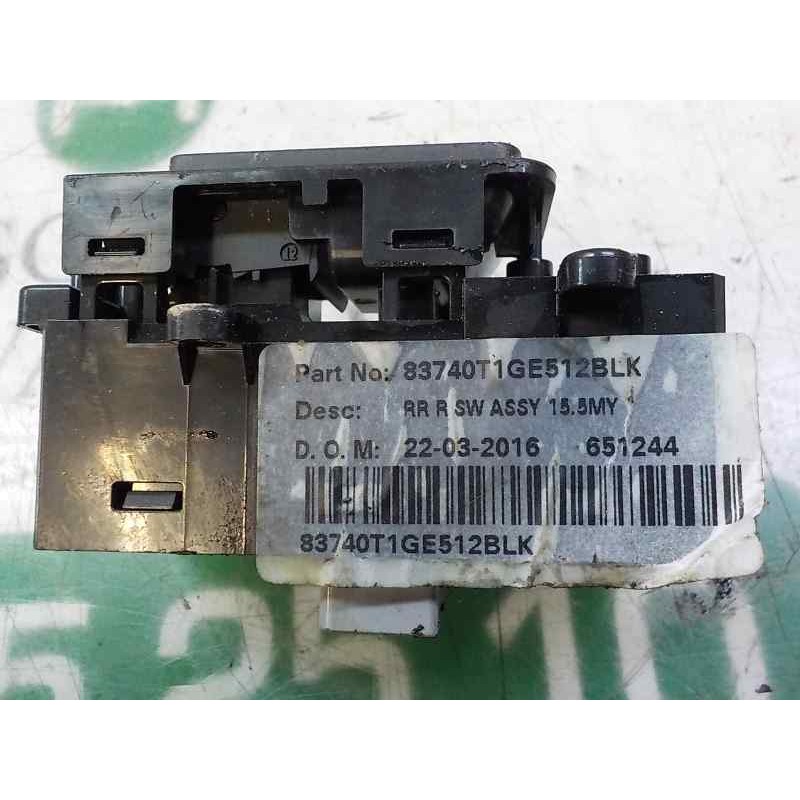 Part No: 83740T1GE512BLK
Desc: RR R SW ASSY 15.5MY
D. O. M: 22-03-2016 651244
83740T1GE512BLK